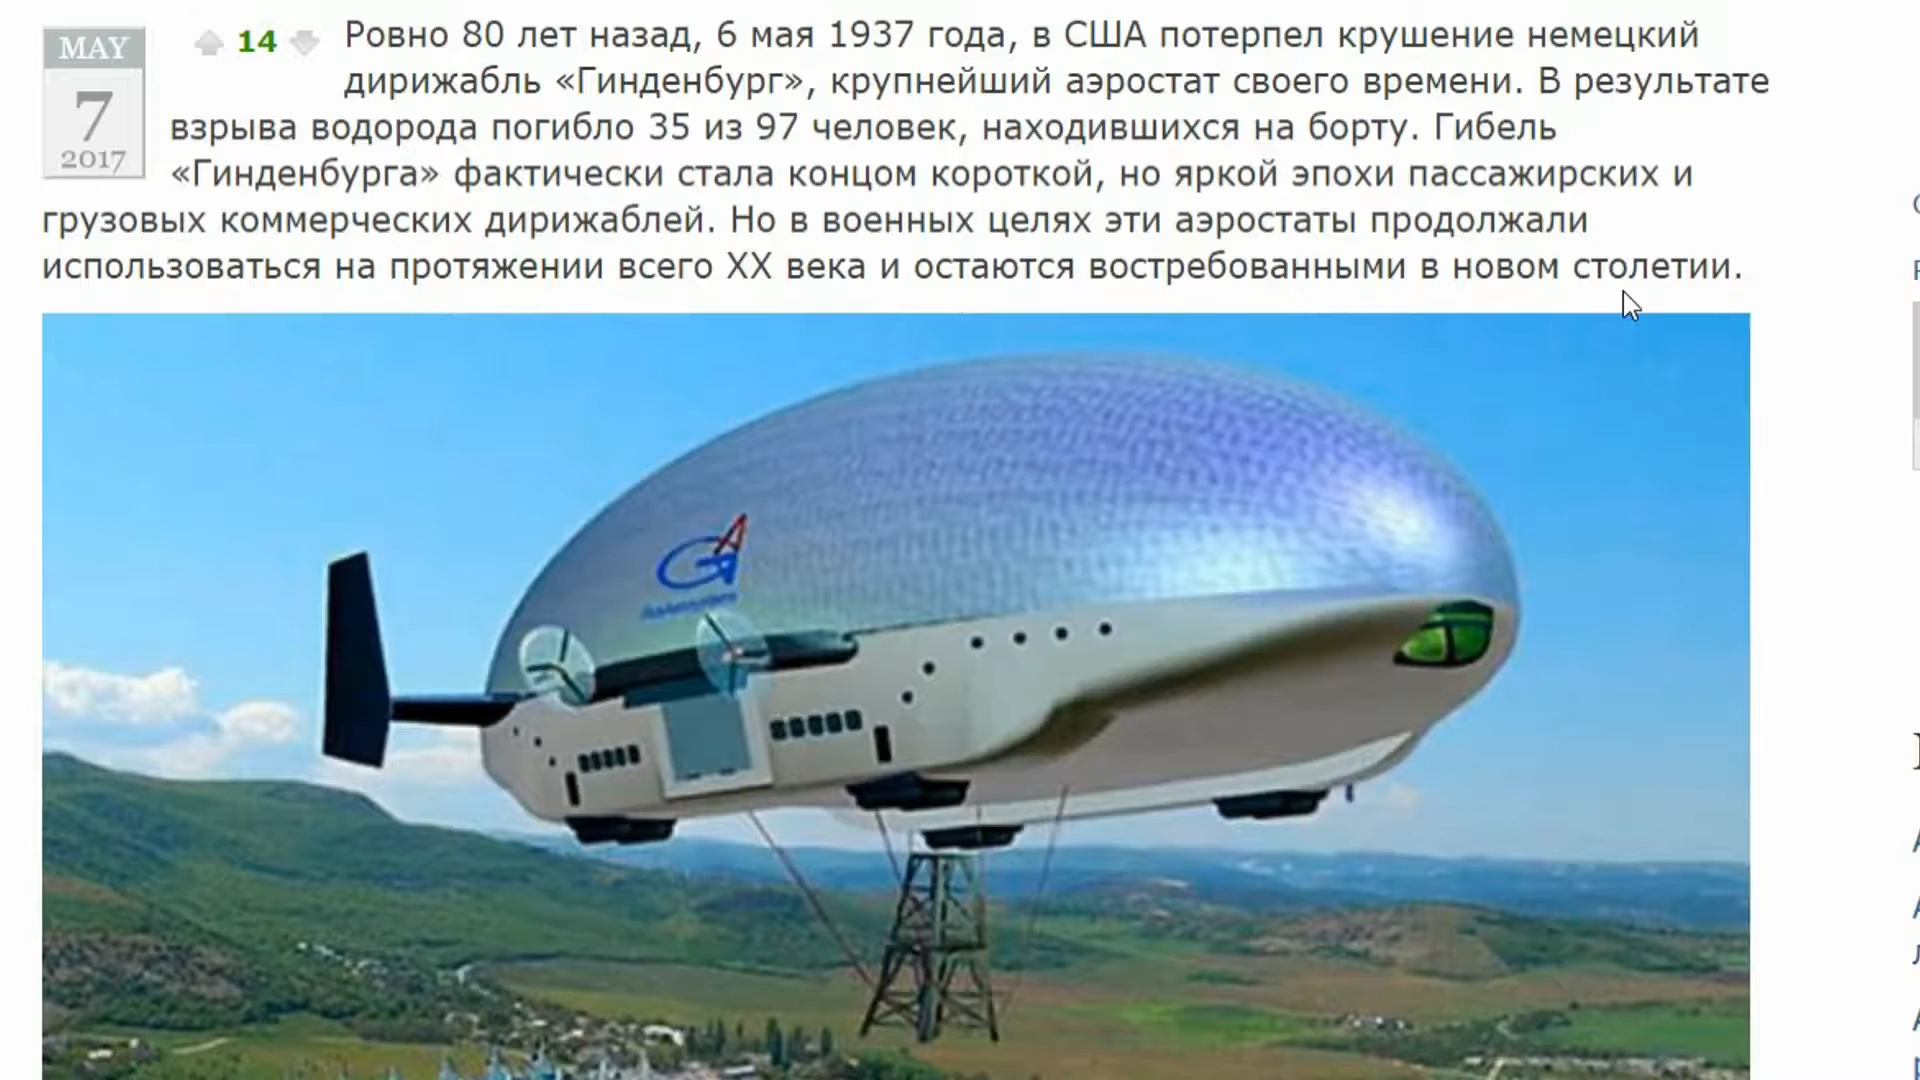 MAY
7
2017
14
Ровно 80 лет назад, 6 мая 1937 года, в США потерпел крушение немецкий
дирижабль «Гинденбург», крупнейший аэростат своего времени. В результате
взрыва водорода погибло 35 из 97 человек, находившихся на борту. Гибель
«Гинденбурга» фактически стала концом короткой, но яркой эпохи пассажирских и
грузовых коммерческих дирижаблей. Но в военных целях эти аэростаты продолжали
использоваться на протяжении всего XX века и остаются востребованными в новом столетии.